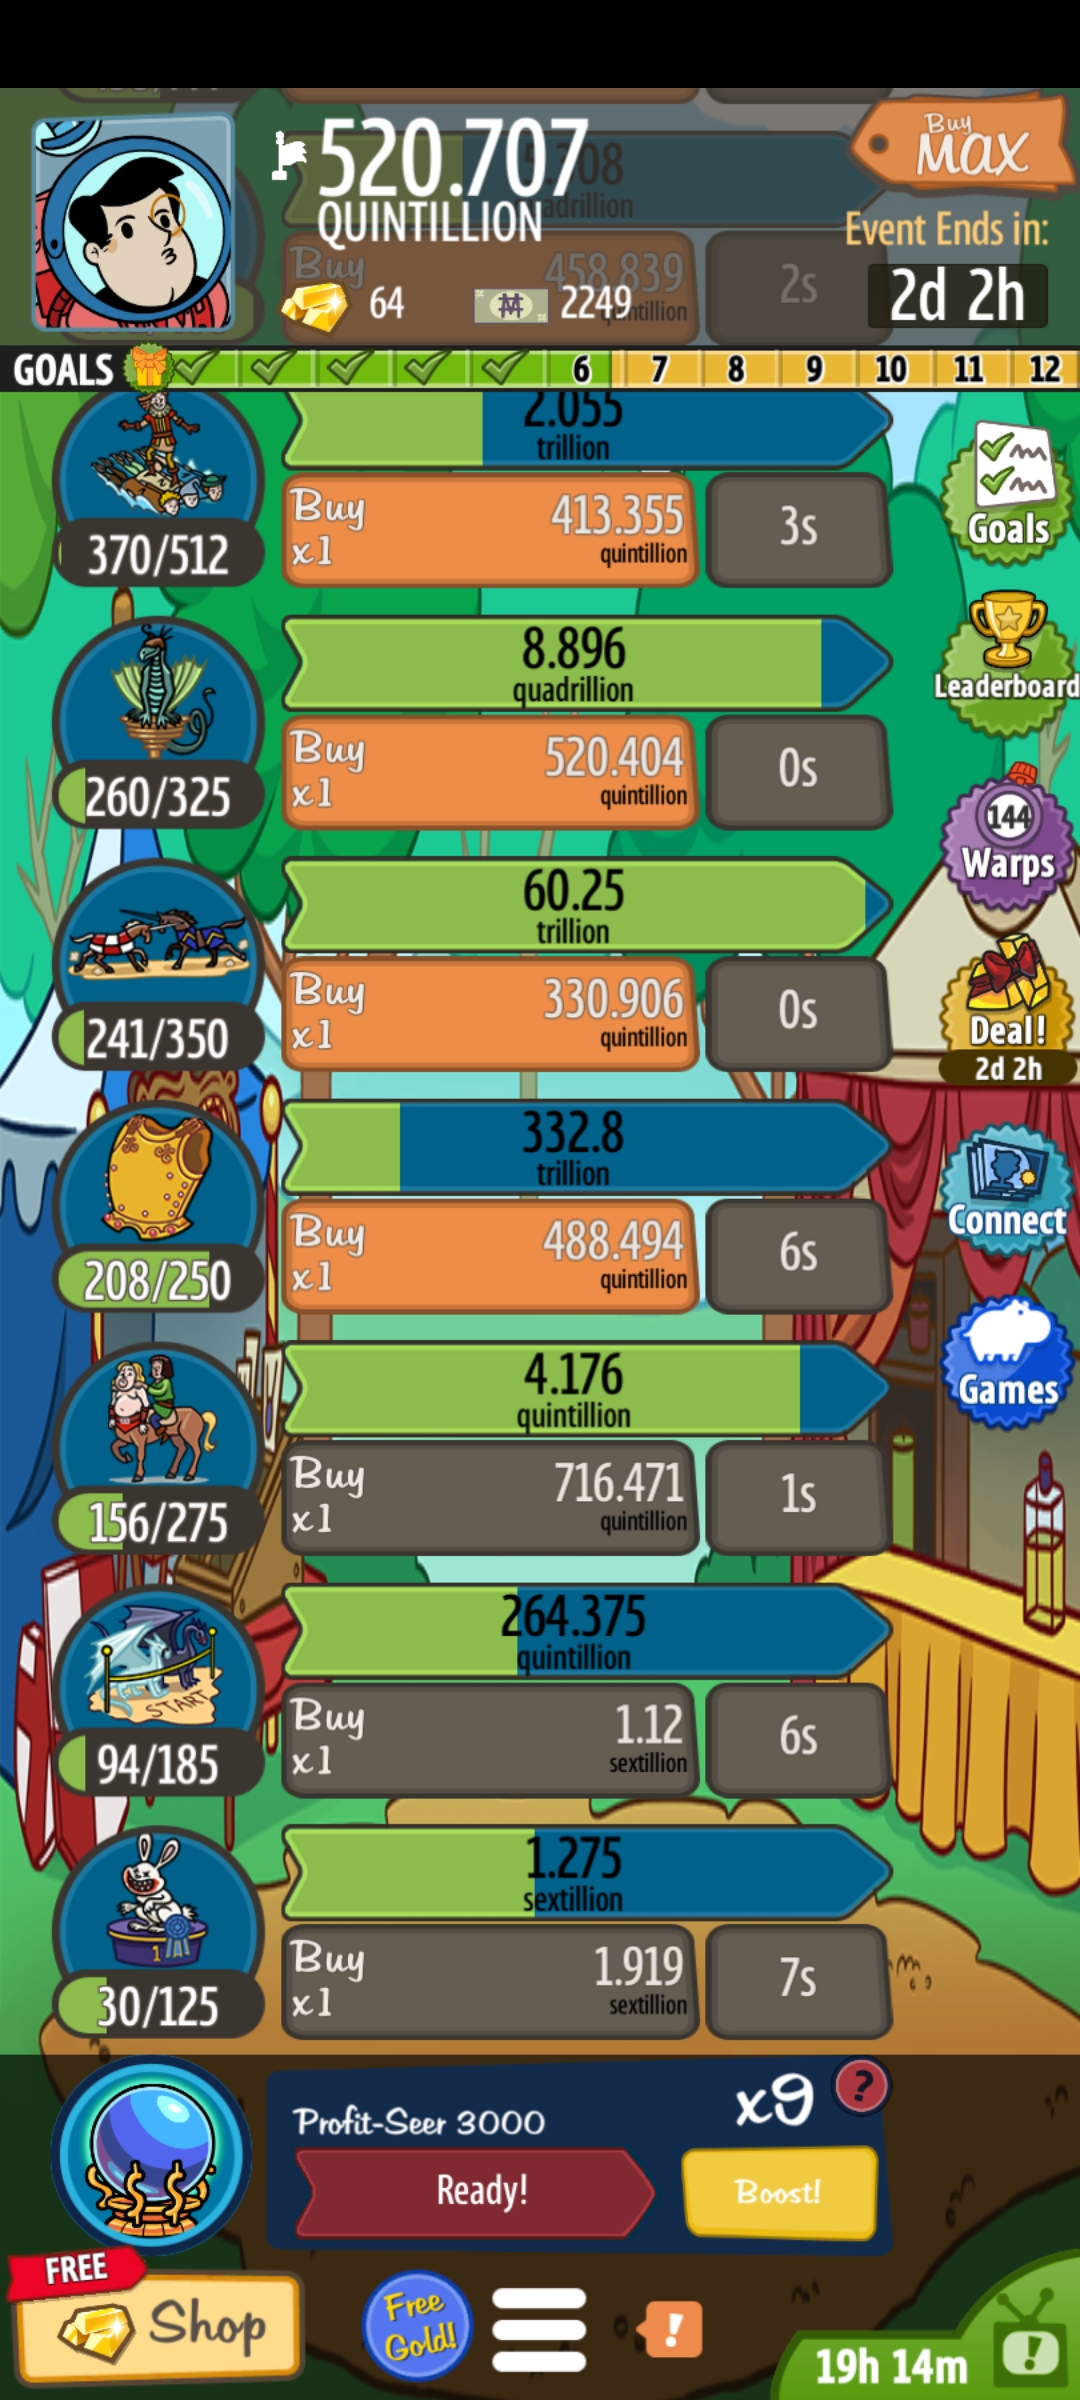 520.707
QUINTILLION
Buy
MAX
Event Ends in:
2d 2h
64
2249
Buy
458.839
2s
GOALS
6
7
8
9
10
11
12
2.055
trillion
Buy
x1
413.355
quintillion
3s
370/512
Goals
8.896
quadrillion
Buy
x1
520.404
quintillion
0s
260/325
Leaderboard
144
Warps
60.25
trillion
Buy
x1
330.906
quintillion
0s
241/350
Deal!
2d 2h
332.8
trillion
Buy
x1
488.494
quintillion
6s
208/250
Connect
4.176
quintillion
Buy
x1
716.471
quintillion
1s
156/275
Games
264.375
quintillion
Buy
x1
1.12
sextillion
6s
START
94/185
1.275
sextillion
Buy
x1
1.919
sextillion
7s
1
30/125
Profit-Seer 3000
x9
?
Ready!
Boost!
FREE
Shop
Free
Gold!
!
19h 14m
!